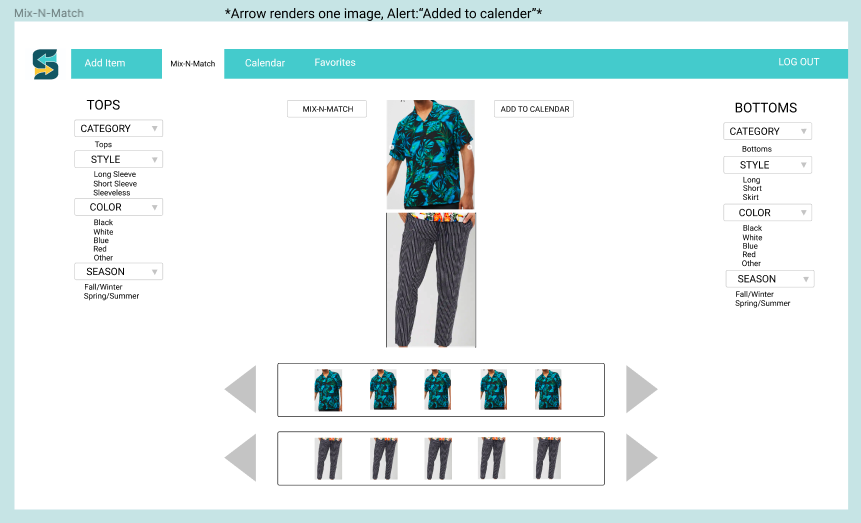 Mix-N-Match
*Arrow renders one image, Alert:“Added to calender”*
Add Item
Mix-N-Match
Calendar
Favorites
LOG OUT
TOPS
CATEGORY
Tops
STYLE
Long Sleeve
Short Sleeve
Sleeveless
COLOR
Black
White
Blue
Red
Other
SEASON
Fall/Winter
Spring/Summer
MIX-N-MATCH
ADD TO CALENDAR
BOTTOMS
CATEGORY
Bottoms
STYLE
Long
Short
Skirt
COLOR
Black
White
Blue
Red
Other
SEASON
Fall/Winter
Spring/Summer